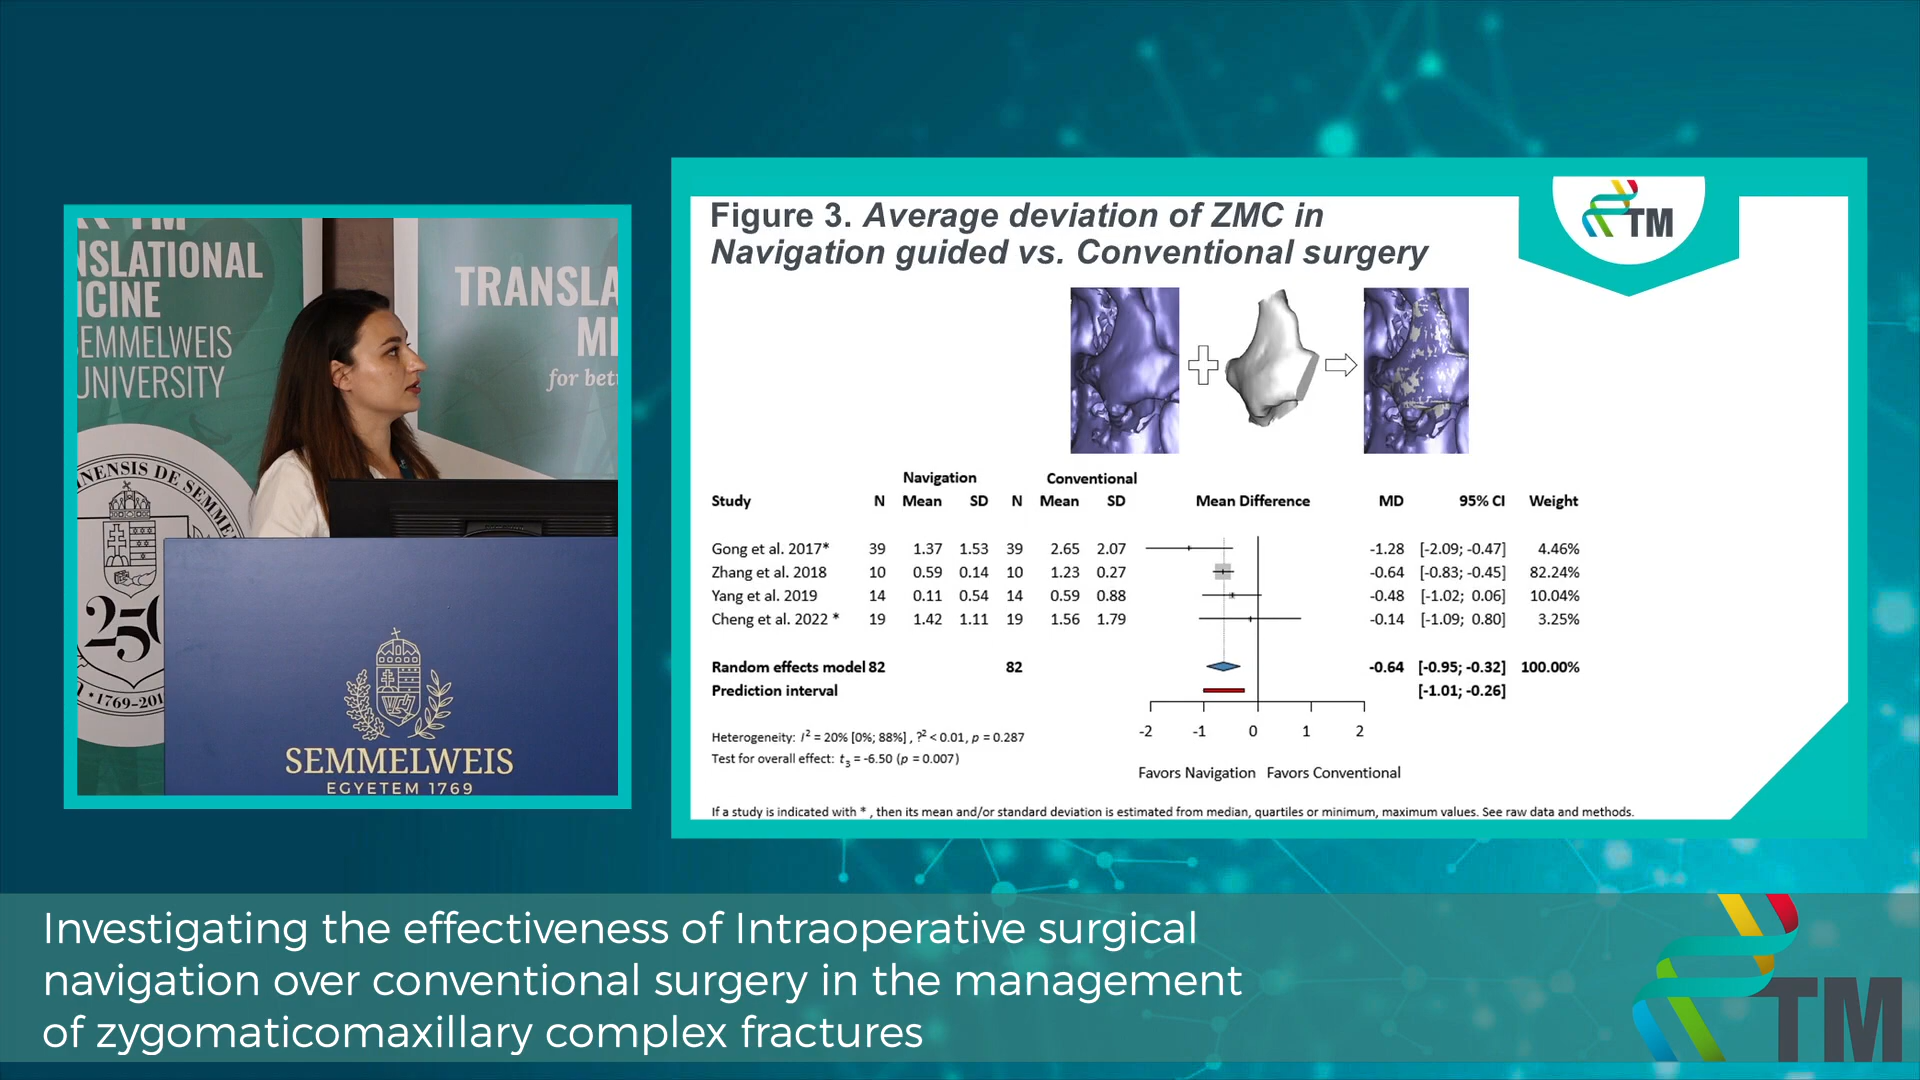 TM
NSLATIONAL
ICINE
EMMELWEIS
UNIVERSITY
TRANSLA
for bet
NINENSIS DE SEMME
250
1769-201
SEMMELWEIS
EGYETEM 1769
Figure 3. Average deviation of ZMC in
Navigation guided vs. Conventional surgery
TM
Navigation Conventional
Study N Mean SD N Mean SD Mean Difference MD 95% CI Weight
Gong et al. 2017* 39 1.37 1.53 39 2.65 2.07 -1.28 [-2.09; -0.47] 4.46%
Zhang et al. 2018 10 0.59 0.14 10 1.23 0.27 -0.64 [-0.83; -0.45] 82.24%
Yang et al. 2019 14 0.11 0.54 14 0.59 0.88 -0.48 [-1.02; 0.06] 10.04%
Cheng et al. 2022 * 19 1.42 1.11 19 1.56 1.79 -0.14 [-1.09; 0.80] 3.25%
Random effects model 82 82 -0.64 [-0.95; -0.32] 100.00%
Prediction interval [-1.01; -0.26]
-2 -1 0 1 2
Heterogeneity: I² = 20% [0%; 88%] , ?² < 0.01, p = 0.287
Test for overall effect: t₃ = -6.50 (p = 0.007)
Favors Navigation Favors Conventional
If a study is indicated with * , then its mean and/or standard deviation is estimated from median, quartiles or minimum, maximum values. See raw data and methods.
Investigating the effectiveness of Intraoperative surgical
navigation over conventional surgery in the management
of zygomaticomaxillary complex fractures
TM